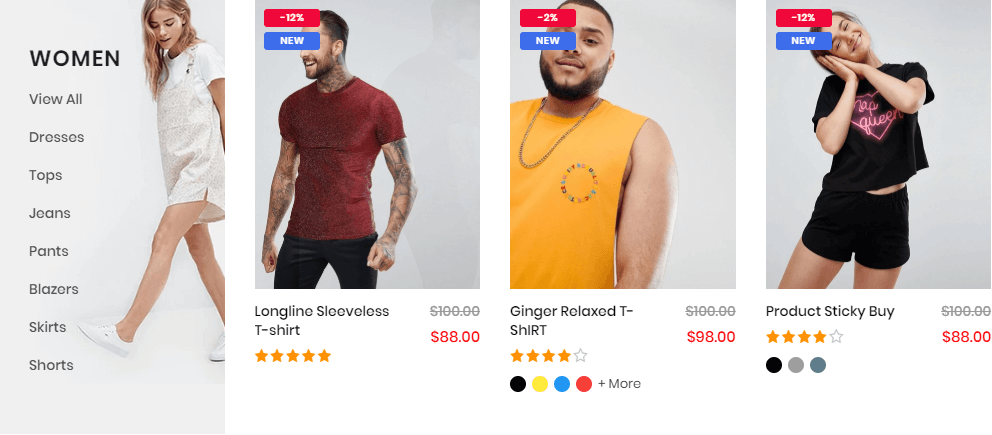 WOMEN
View All
Dresses
Tops
Jeans
Pants
Blazers
Skirts
Shorts
-12%
NEW
Longline Sleeveless
T-shirt
$100.00
$88.00
-2%
NEW
Ginger Relaxed T-
ShIRT
$100.00
$98.00
+ More
-12%
NEW
nap
queen
Product Sticky Buy
$100.00
$88.00